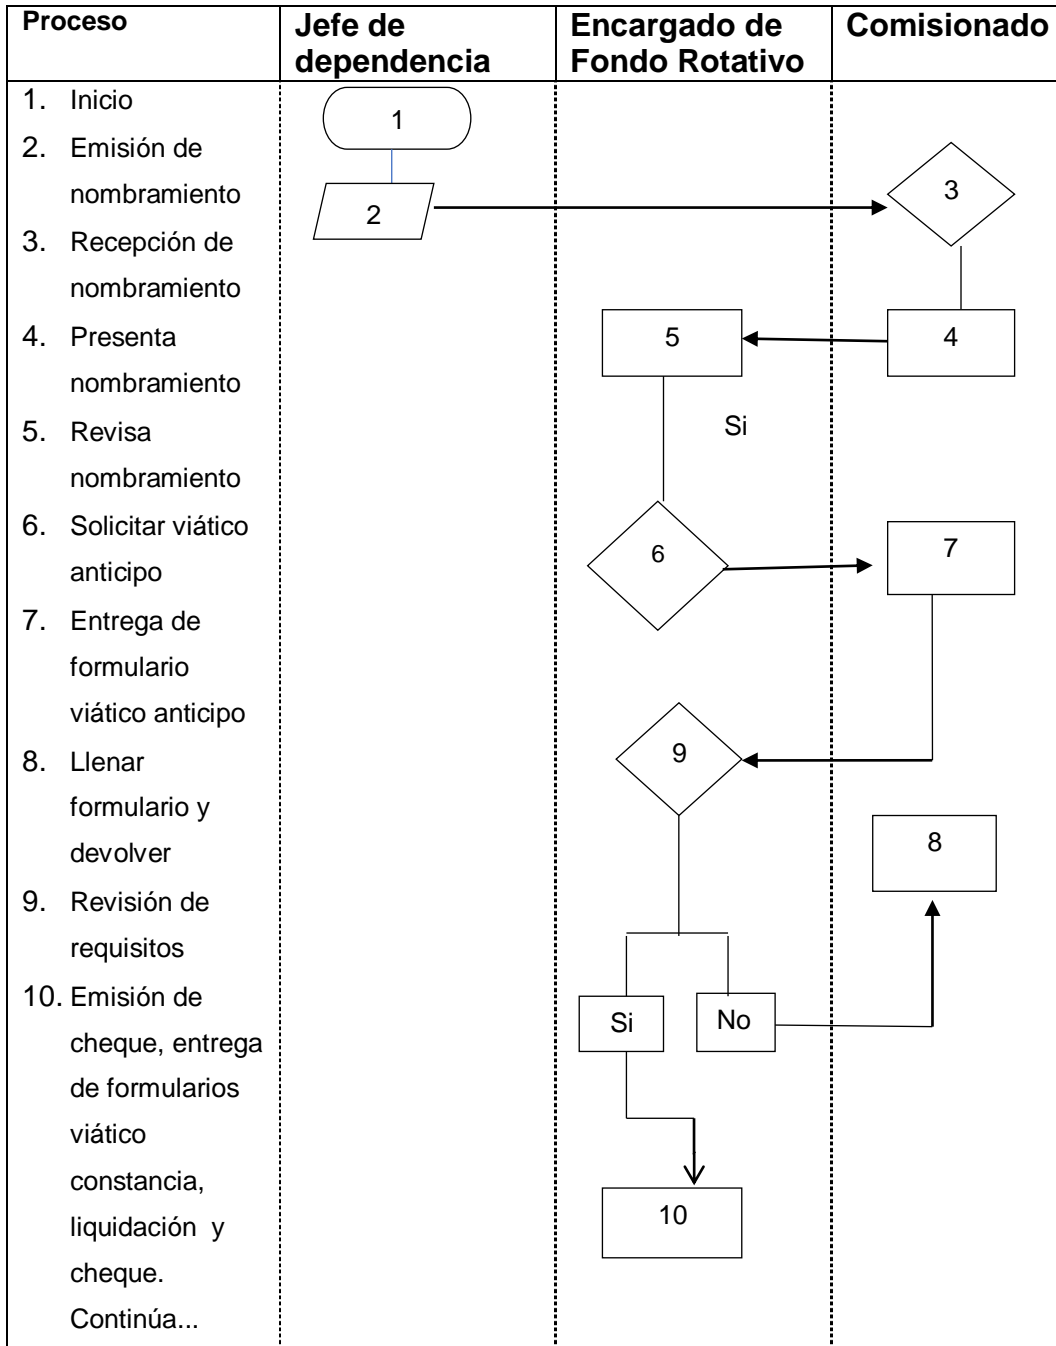 Proceso
Jefe de
dependencia
Encargado de
Fondo Rotativo
Comisionado
1. Inicio
2. Emisión de
nombramiento
3. Recepción de
nombramiento
4. Presenta
nombramiento
5. Revisa
nombramiento
6. Solicitar viático
anticipo
7. Entrega de
formulario
viático anticipo
8. Llenar
formulario y
devolver
9. Revisión de
requisitos
10. Emisión de
cheque, entrega
de formularios
viático
constancia,
liquidación y
cheque.
Continúa...
1
2
3
4
5
Si
6
7
9
8
Si
No
10